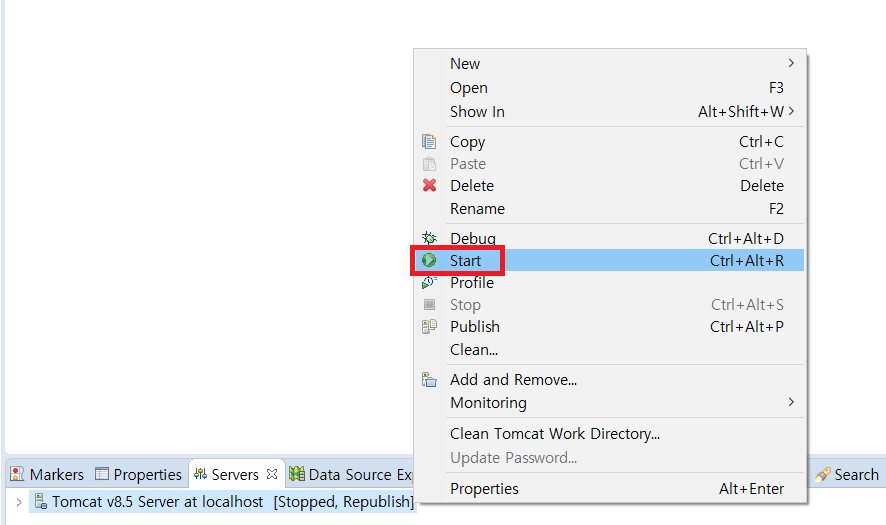 New
Open F3
Show In Alt+Shift+W
Copy Ctrl+C
Paste Ctrl+V
Delete Delete
Rename F2
Debug Ctrl+Alt+D
Start Ctrl+Alt+R
Profile
Stop Ctrl+Alt+S
Publish Ctrl+Alt+P
Clean...
Add and Remove...
Monitoring
Clean Tomcat Work Directory...
Update Password...
Properties Alt+Enter
Markers Properties Servers Data Source Search
Tomcat v8.5 Server at localhost [Stopped, Republish]